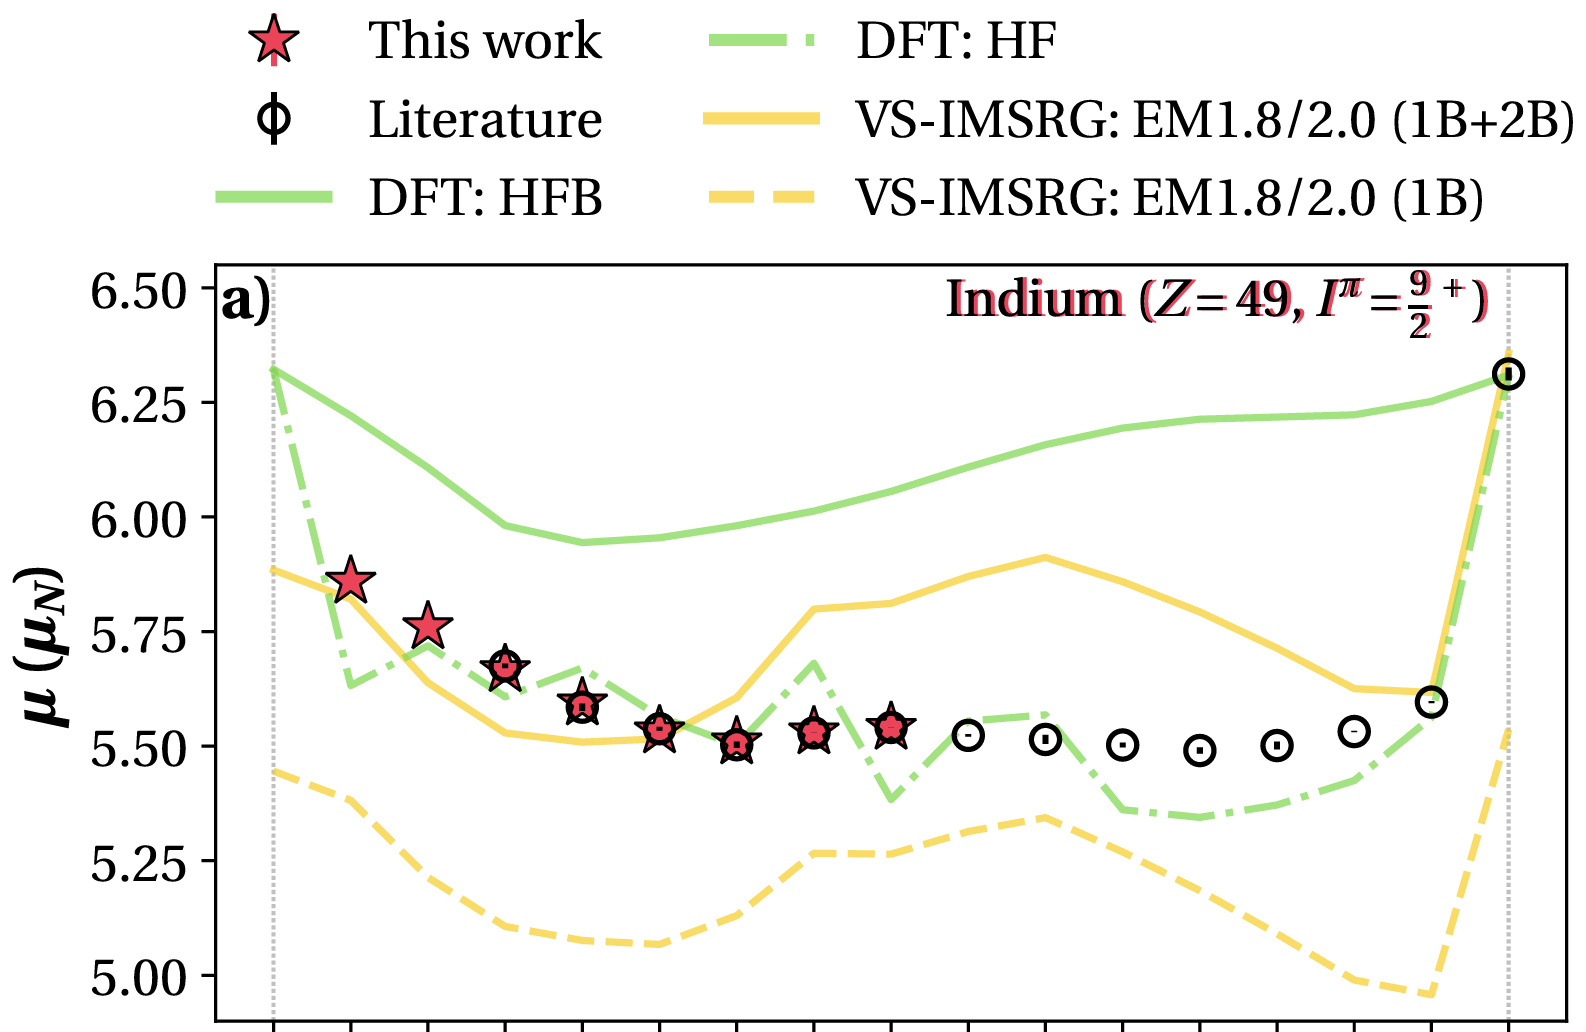 This work
Literature
DFT: HFB
DFT: HF
VS-IMSRG: EM1.8/2.0 (1B+2B)
VS-IMSRG: EM1.8/2.0 (1B)
a)
Indium (Z = 49, I^π = 9/2 +)
μ (μ_N)
6.50
6.25
6.00
5.75
5.50
5.25
5.00